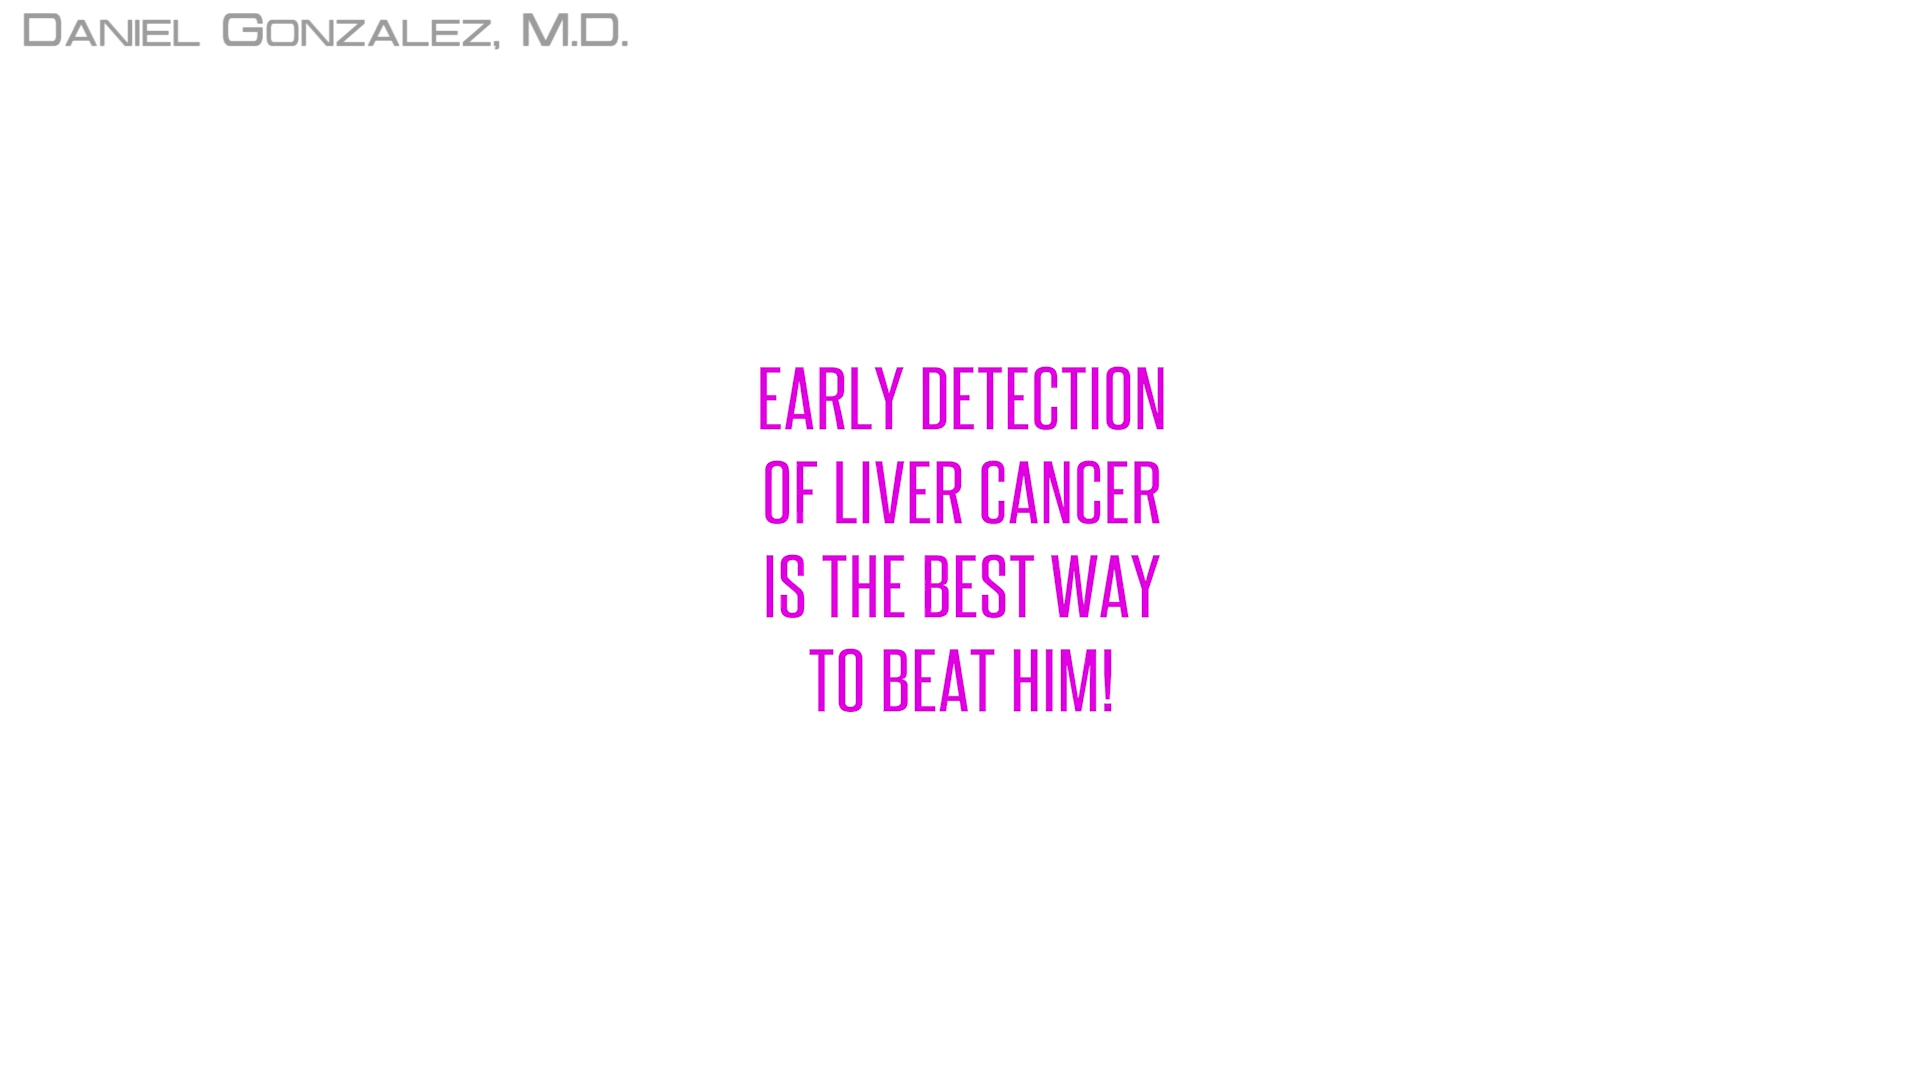 Daniel Gonzalez, M.D.
EARLY DETECTION
OF LIVER CANCER
IS THE BEST WAY
TO BEAT HIM!